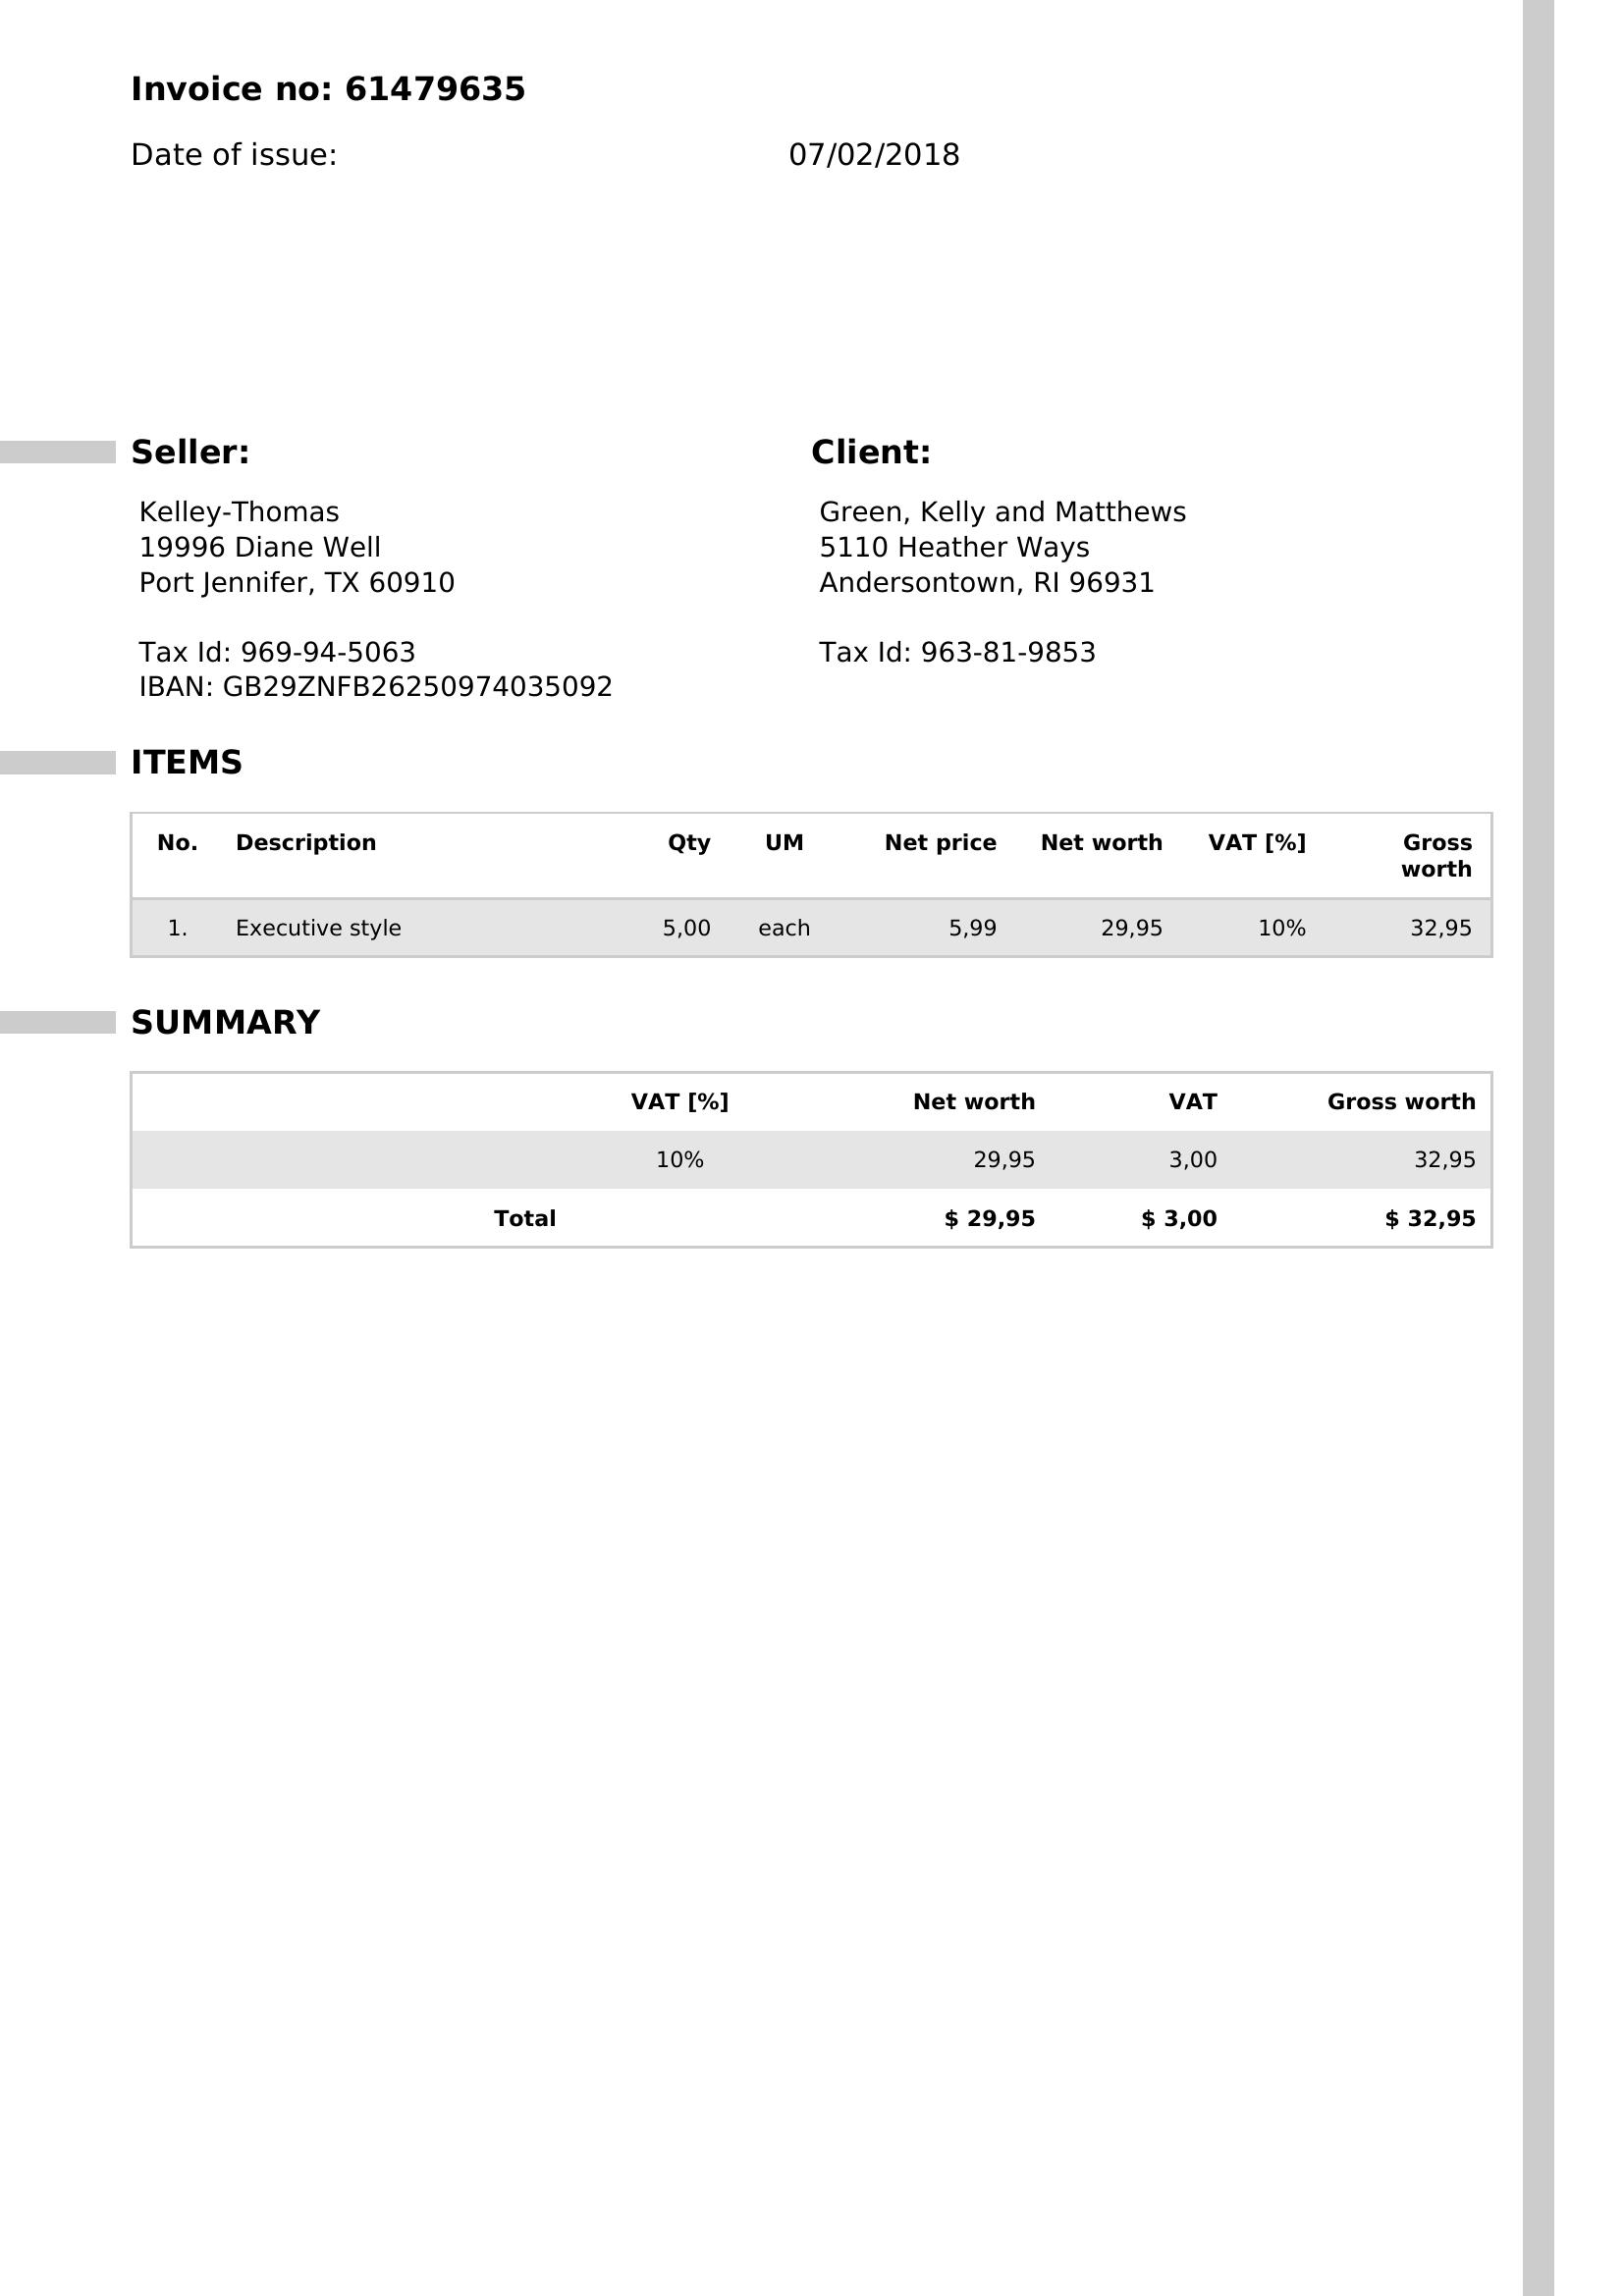 Invoice no: 61479635
Date of issue: 07/02/2018
Seller: Client:
Kelley-Thomas Green, Kelly and Matthews
19996 Diane Well 5110 Heather Ways
Port Jennifer, TX 60910 Andersontown, RI 96931
Tax Id: 969-94-5063 Tax Id: 963-81-9853
IBAN: GB29ZNFB26250974035092
ITEMS
No. Description Qty UM Net price Net worth VAT [%] Gross
worth
1. Executive style 5,00 each 5,99 29,95 10% 32,95
SUMMARY
VAT [%] Net worth VAT Gross worth
10% 29,95 3,00 32,95
Total $ 29,95 $ 3,00 $ 32,95